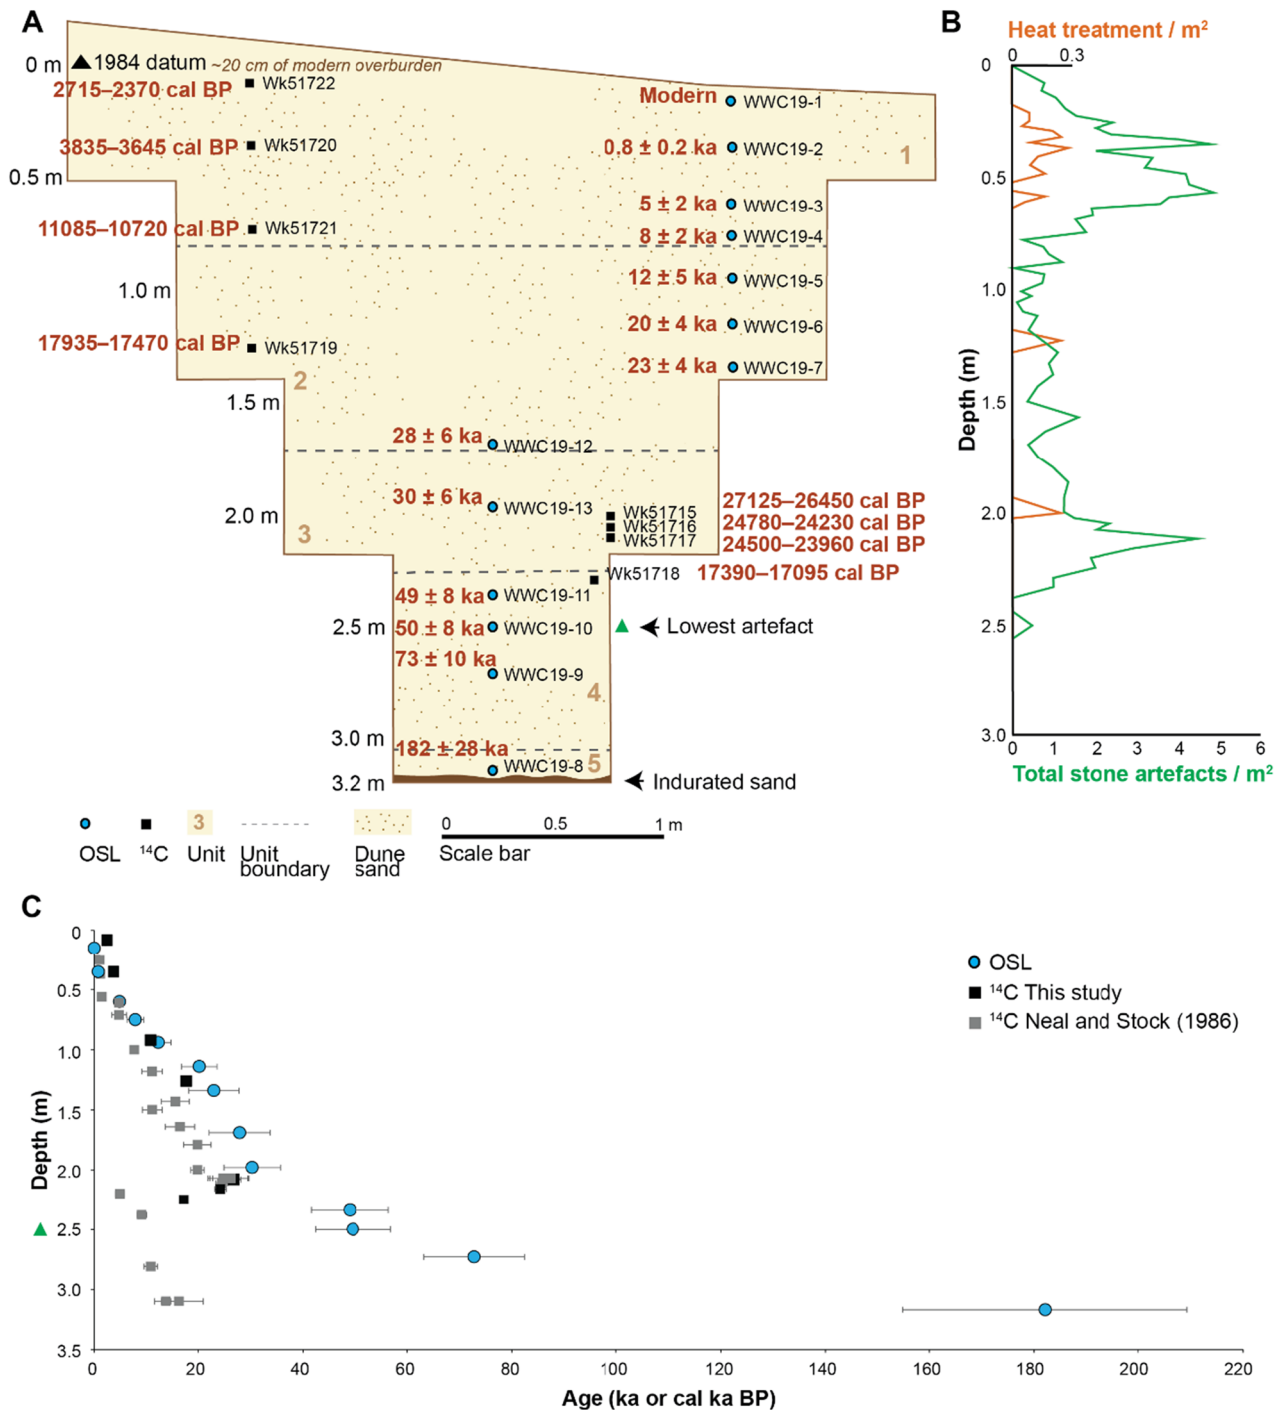 A
0 m
1984 datum ~20 cm of modern overburden
2715–2370 cal BP
Wk51722
Modern
WWC19-1
3835–3645 cal BP
Wk51720
0.8 ± 0.2 ka
WWC19-2
1
0.5 m
5 ± 2 ka
WWC19-3
11085–10720 cal BP
Wk51721
8 ± 2 ka
WWC19-4
12 ± 5 ka
WWC19-5
1.0 m
20 ± 4 ka
WWC19-6
17935–17470 cal BP
Wk51719
23 ± 4 ka
WWC19-7
2
1.5 m
28 ± 6 ka
WWC19-12
30 ± 6 ka
WWC19-13
2.0 m
Wk51715
27125–26450 cal BP
Wk51716
24780–24230 cal BP
Wk51717
24500–23960 cal BP
3
Wk51718
17390–17095 cal BP
49 ± 8 ka
WWC19-11
2.5 m
50 ± 8 ka
WWC19-10
Lowest artefact
73 ± 10 ka
WWC19-9
4
3.0 m
182 ± 28 ka
WWC19-8
5
3.2 m
Indurated sand
OSL
¹⁴C
3
Unit
Unit
boundary
Dune
sand
0 0.5 1 m
Scale bar
B
Heat treatment / m²
0 0.3
0
0.5
1.0
1.5
2.0
2.5
3.0
Depth (m)
0 1 2 3 4 5 6
Total stone artefacts / m²
C
0
0.5
1.0
1.5
2.0
2.5
3.0
3.5
Depth (m)
OSL
¹⁴C This study
¹⁴C Neal and Stock (1986)
0 20 40 60 80 100 120 140 160 180 200 220
Age (ka or cal ka BP)